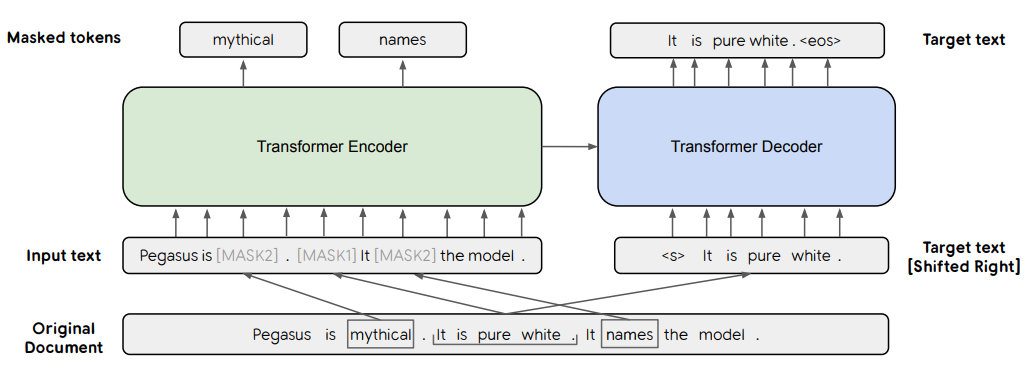 Masked tokens
mythical
names
It is pure white . <eos>
Target text
Transformer Encoder
Transformer Decoder
Input text
Pegasus is [MASK2] . [MASK1] It [MASK2] the model .
<s> It is pure white .
Target text
[Shifted Right]
Original
Document
Pegasus is mythical . It is pure white . It names the model .